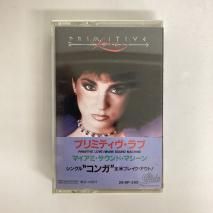 PRIMITIVE
Love
プリミティヴ・ラブ
PRIMITIVE LOVE/MIAMI SOUND MACHINE
マイアミ・サウンド・マシーン
シングル"コンガ"全米ブレイク・アウト!